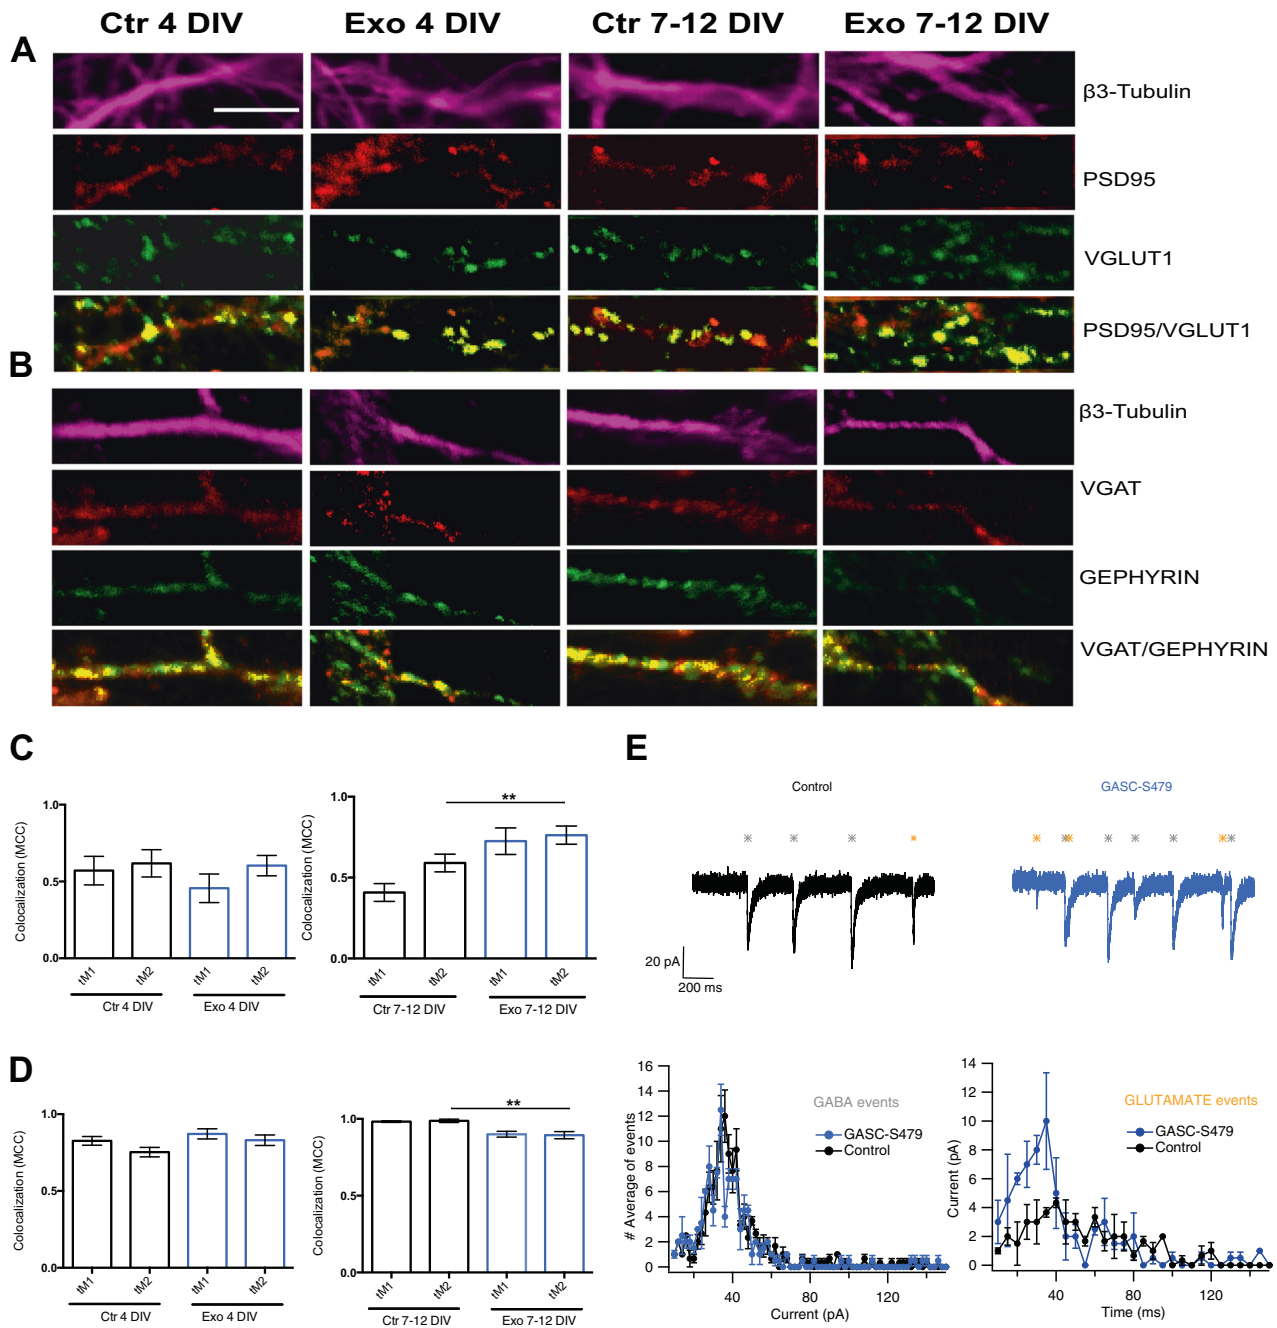 Ctr 4 DIV Exo 4 DIV Ctr 7-12 DIV Exo 7-12 DIV
A
β3-Tubulin
PSD95
VGLUT1
PSD95/VGLUT1
B
β3-Tubulin
VGAT
GEPHYRIN
VGAT/GEPHYRIN
C
Colocalization (MCC)
1.0
0.5
0.0
tM1 tM2 tM1 tM2
Ctr 4 DIV Exo 4 DIV
Colocalization (MCC)
1.0
0.5
0.0
**
tM1 tM2 tM1 tM2
Ctr 7-12 DIV Exo 7-12 DIV
E
Control
GASC-S479
20 pA
200 ms
D
Colocalization (MCC)
1.0
0.5
0.0
tM1 tM2 tM1 tM2
Ctr 4 DIV Exo 4 DIV
Colocalization (MCC)
1.0
0.5
0.0
**
tM1 tM2 tM1 tM2
Ctr 7-12 DIV Exo 7-12 DIV
# Average of events
16
14
12
10
8
6
4
2
0
GABA events
GASC-S479
Control
40 80 120
Current (pA)
Current (pA)
14
12
10
8
6
4
2
0
GLUTAMATE events
GASC-S479
Control
40 80 120
Time (ms)